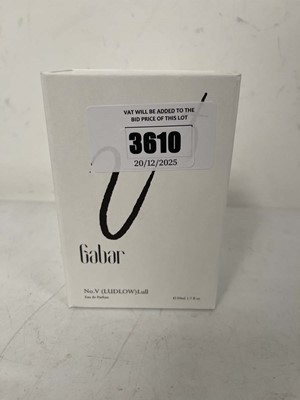 VAT WILL BE ADDED TO THE
BID PRICE OF THIS LOT
3610
20/12/2025
Gabar
No.V (LUDLOW)Lull
Eau de Parfum